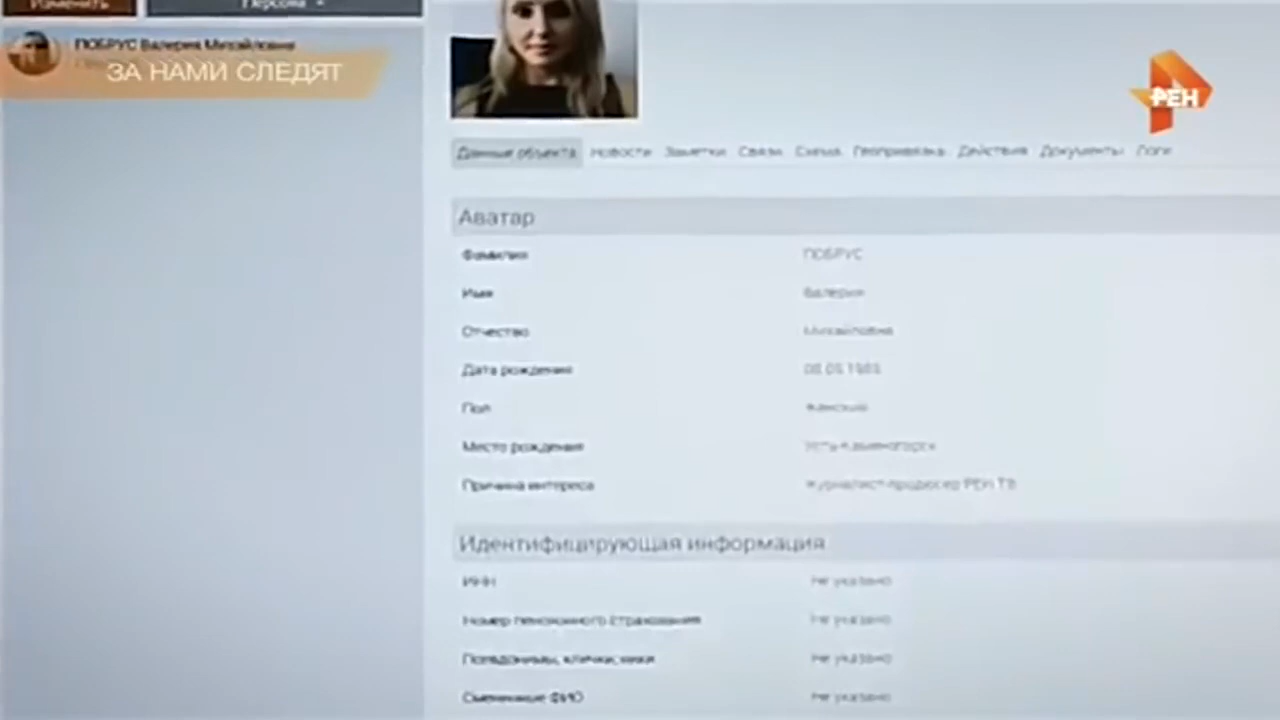 Изменить
Персона
ПОБРУС Валерия Михайловна
ЗА НАМИ СЛЕДЯТ
РЕН
Данные объекта Новости Заметки Связи Схема Геопривязка Действия Документы Логи
Аватар
Фамилия ПОБРУС
Имя Валерия
Отчество Михайловна
Дата рождения
Пол Женский
Место рождения Усть-Каменогорск
Причина интереса журналист-продюсер РЕН ТВ
Идентифицирующая информация
ИНН Не указано
Номер пенсионного страхования Не указано
Псевдонимы, клички, ники Не указано
Сменившие ФИО Не указано